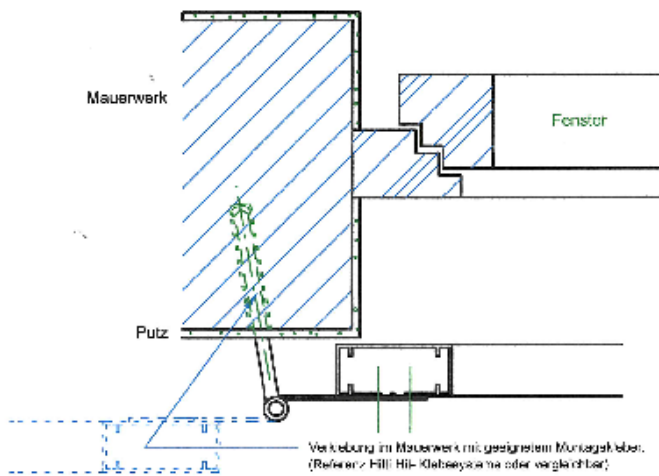 Mauerwerk
Fenster
Putz
Verklebung im Mauerwerk mit geeignetem Montagekleber.
(Referenz Hilti Hit- Klebesysteme oder vergleichbar)